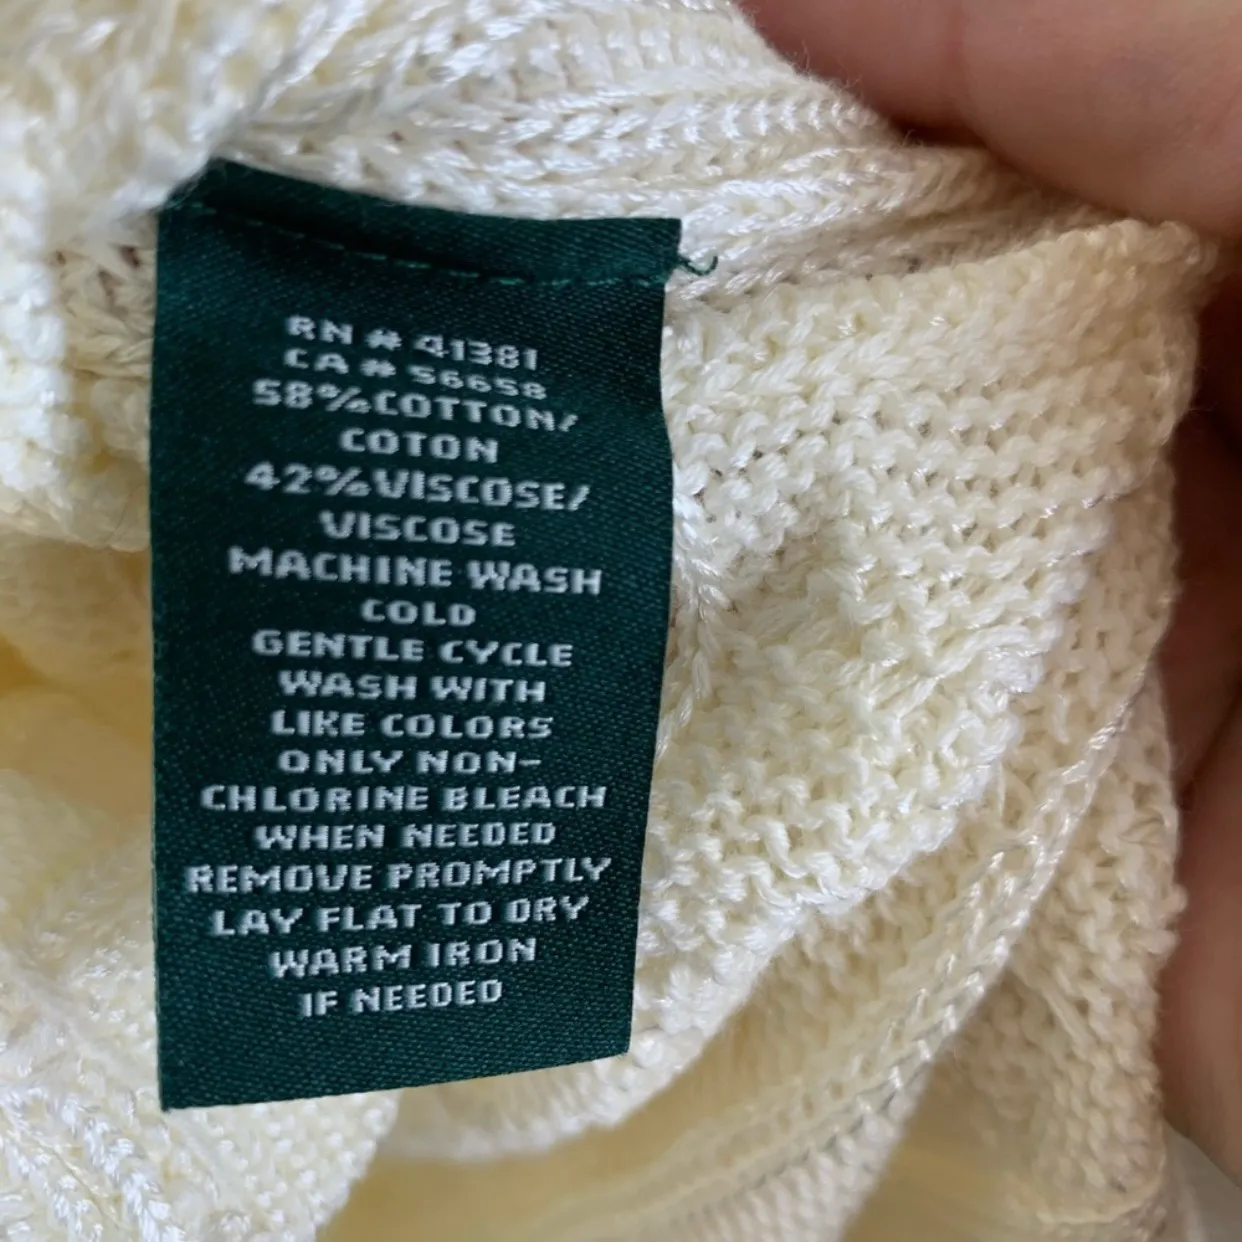 RN # 41381
CA # 56658
58%COTTON/
COTON
42%VISCOSE/
VISCOSE
MACHINE WASH
COLD
GENTLE CYCLE
WASH WITH
LIKE COLORS
ONLY NON-
CHLORINE BLEACH
WHEN NEEDED
REMOVE PROMPTLY
LAY FLAT TO DRY
WARM IRON
IF NEEDED